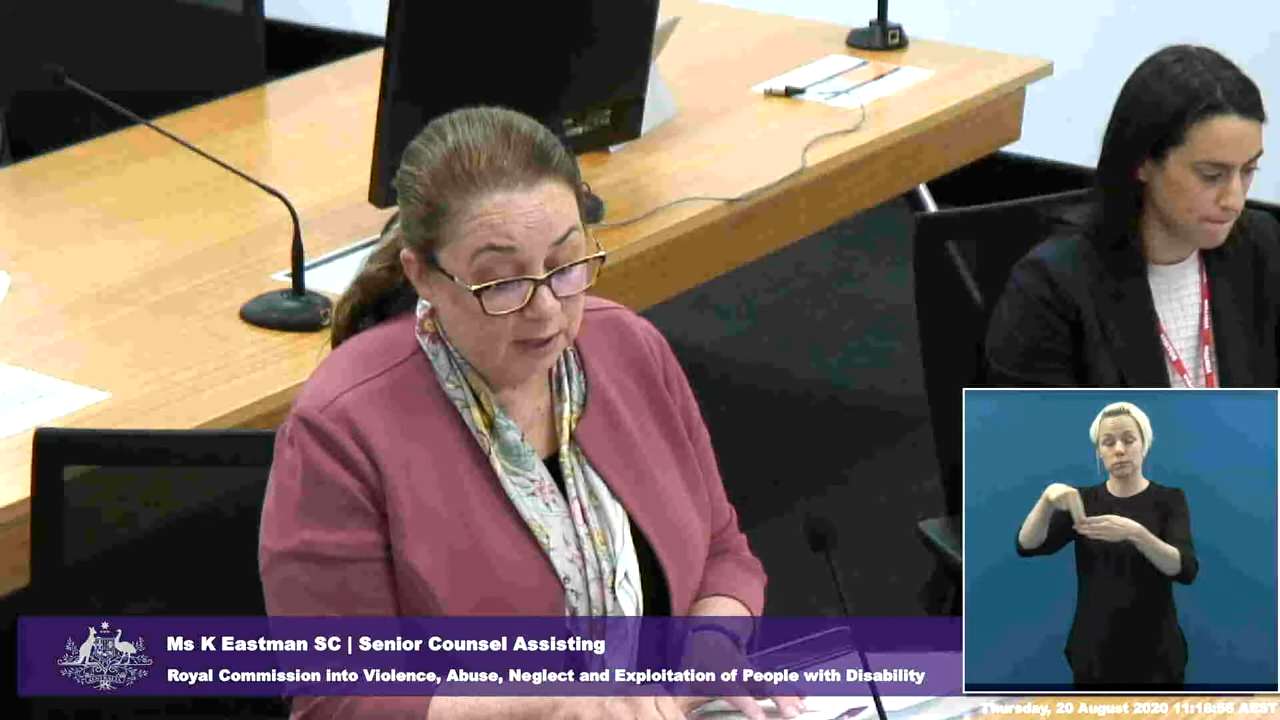 Ms K Eastman SC | Senior Counsel Assisting
Royal Commission into Violence, Abuse, Neglect and Exploitation of People with Disability
Thursday, 20 August 2020 11:18:56 AEST